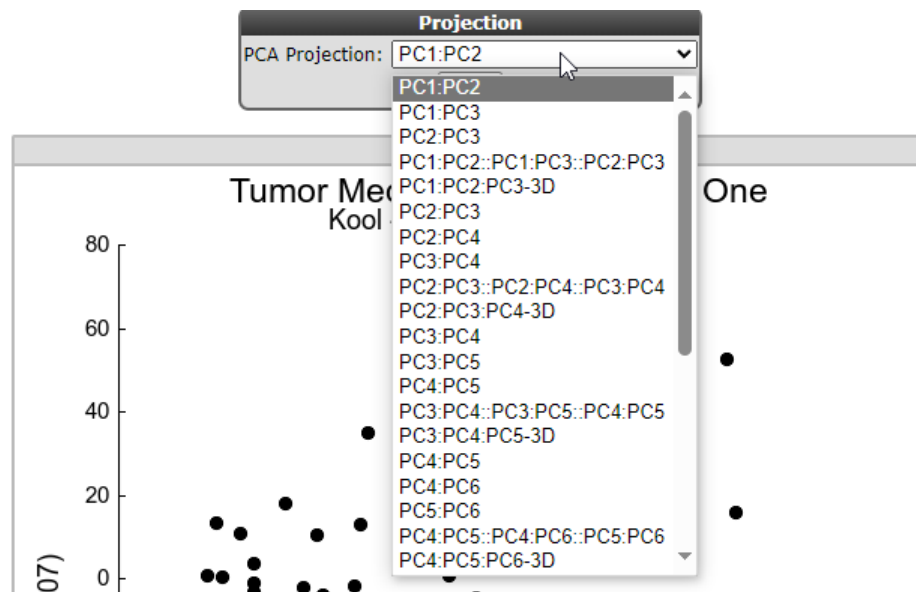 Projection
PCA Projection: PC1:PC2
PC1:PC2
PC1:PC3
PC2:PC3
PC1:PC2::PC1:PC3::PC2:PC3
PC1:PC2:PC3-3D
PC2:PC3
PC2:PC4
PC3:PC4
PC2:PC3::PC2:PC4::PC3:PC4
PC2:PC3:PC4-3D
PC3:PC4
PC3:PC5
PC4:PC5
PC3:PC4::PC3:PC5::PC4:PC5
PC3:PC4:PC5-3D
PC4:PC5
PC4:PC6
PC5:PC6
PC4:PC5::PC4:PC6::PC5:PC6
PC4:PC5:PC6-3D
Tumor One
Kool
80
60
40
20
0
07)